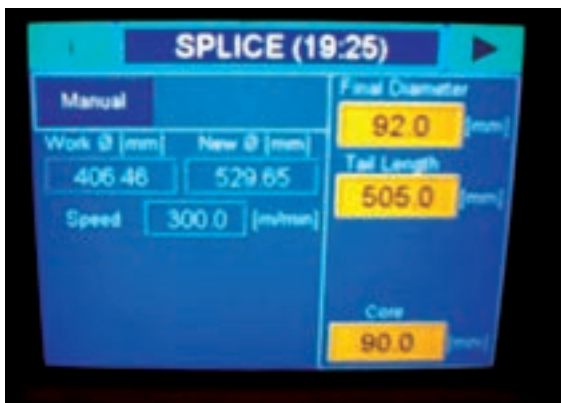 SPLICE (19:25)
Manual
Work Ø [mm] New Ø [mm]
406.46 529.65
Speed 300.0 [m/min]
Final Diameter
92.0 [mm]
Tail Length
505.0 [mm]
Core
90.0 [mm]